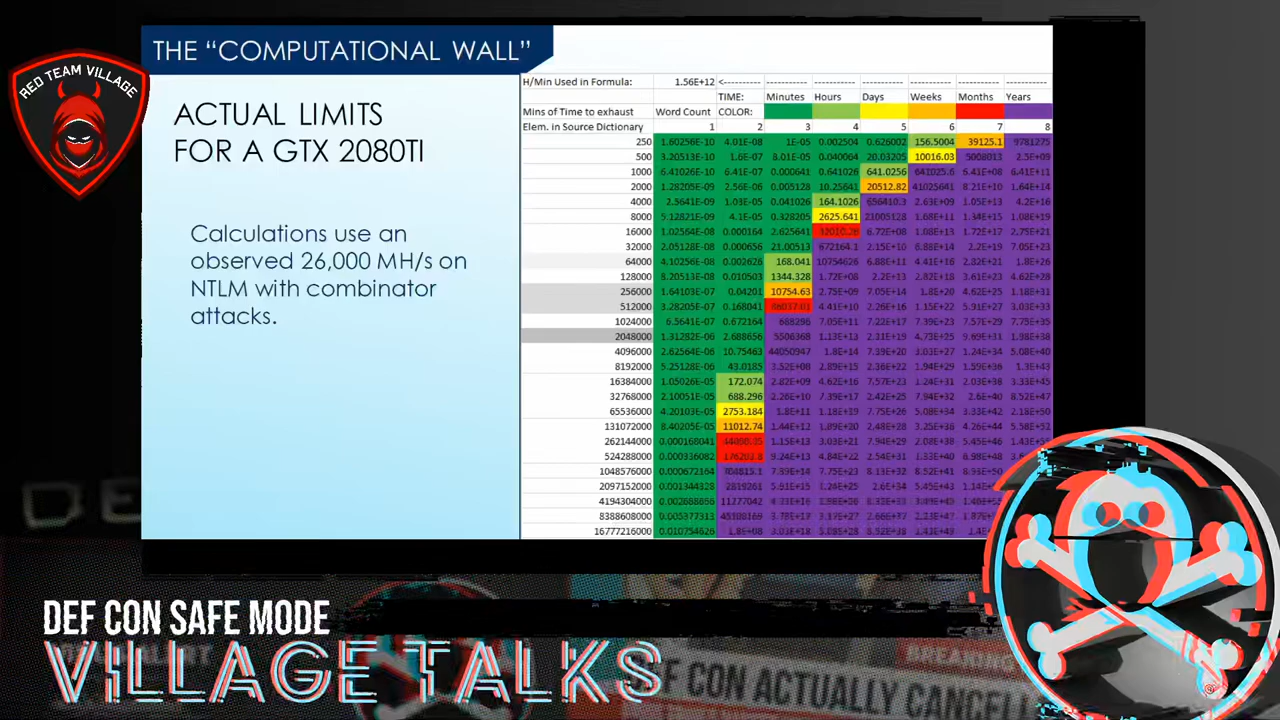 THE “COMPUTATIONAL WALL”
RED TEAM VILLAGE
ACTUAL LIMITS
FOR A GTX 2080TI
Calculations use an
observed 26,000 MH/s on
NTLM with combinator
attacks.
H/Min Used in Formula: 1.56E+12 <---------- ---------- ---------- ---------- ---------- ---------- ----------
TIME: Minutes Hours Days Weeks Months Years
Mins of Time to exhaust Word Count COLOR:
Elem. in Source Dictionary 1 2 3 4 5 6 7 8
250 1.60256E-10 4.01E-08 1E-05 0.002504 0.626002 156.5004 39125.1 9781275
500 3.20513E-10 1.6E-07 8.01E-05 0.040064 20.03205 10016.03 5008013 2.5E+09
1000 6.41026E-10 6.41E-07 0.000641 0.641026 641.0256 641025.6 6.41E+08 6.41E+11
2000 1.28205E-09 2.56E-06 0.005128 10.25641 20512.82 41025641 8.21E+10 1.64E+14
4000 2.5641E-09 1.03E-05 0.041026 164.1026 656410.3 2.63E+09 1.05E+13 4.2E+16
8000 5.12821E-09 4.1E-05 0.328205 2625.641 21005128 1.68E+11 1.34E+15 1.08E+19
16000 1.02564E-08 0.000164 2.625641 6.72E+08 1.08E+13 1.72E+17 2.75E+21
32000 2.05128E-08 0.000656 21.00513 672164.1 2.15E+10 6.88E+14 2.2E+19 7.05E+23
64000 4.10256E-08 0.002626 168.041 10754626 6.88E+11 4.41E+16 2.82E+21 1.8E+26
128000 8.20513E-08 0.010503 1344.328 1.72E+08 2.2E+13 2.82E+18 3.61E+23 4.62E+28
256000 1.64103E-07 0.04201 10754.63 2.75E+09 7.05E+14 1.8E+20 4.62E+25 1.18E+31
512000 3.28205E-07 0.168041 4.41E+10 2.26E+16 1.15E+22 5.91E+27 3.03E+33
1024000 6.5641E-07 0.672164 688286 7.05E+11 7.22E+17 7.39E+23 7.57E+29 7.75E+35
2048000 1.31282E-06 2.688656 5506368 1.13E+13 2.31E+19 4.73E+25 9.69E+31 1.98E+38
4096000 2.62564E-06 10.75463 44050947 1.8E+14 7.39E+20 3.03E+27 1.24E+34 5.08E+40
8192000 5.25128E-06 43.0185 3.52E+08 2.89E+15 2.36E+22 1.94E+29 1.59E+36 1.3E+43
16384000 1.05026E-05 172.074 2.82E+09 4.62E+16 7.57E+23 1.24E+31 2.03E+38 3.33E+45
32768000 2.10051E-05 688.296 2.26E+10 7.39E+17 2.42E+25 7.94E+32 2.6E+40 8.52E+47
65536000 4.20103E-05 2753.184 1.8E+11 1.18E+19 7.75E+26 5.08E+34 3.33E+42 2.18E+50
131072000 8.40205E-05 11012.74 1.44E+12 1.89E+20 2.48E+28 3.25E+36 4.26E+44 5.58E+52
262144000 0.000168041 1.15E+13 3.03E+21 7.94E+29 2.08E+38 5.45E+46
524288000 0.000336082 176203.8 9.24E+13 4.84E+22 2.54E+31 1.33E+40 6.98E+48
1048576000 0.000672164
2097152000 0.001344328 2819261
4194304000 0.002688656 11277042
8388608000 0.005377313
16777216000 0.010754626 1.8E+08
DEF CON SAFE MODE
VILLAGE TALKS
BREAKING
DEF CON ACTUALLY CANCELL